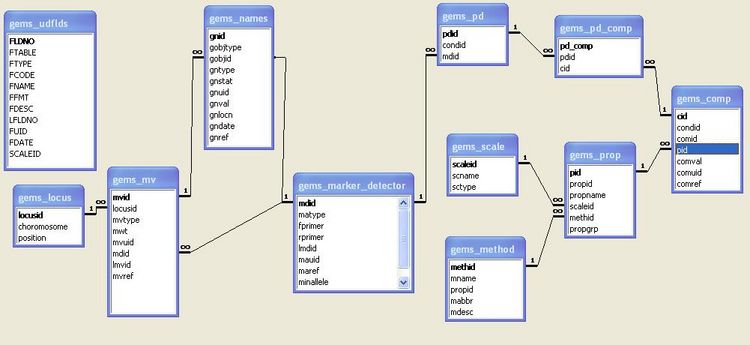 gems_udflds
FLDNO
FTABLE
FTYPE
FCODE
FNAME
FFMT
FDESC
LFLDNO
FUID
FDATE
SCALEID
gems_names
gnid
gobjtype
gobjid
gntype
gnstat
gnuid
gnval
gnlocn
gndate
gnref
gems_locus
locusid
choromosome
position
gems_mv
mvid
locusid
mvtype
mwt
mvuid
mdid
lmvid
mvref
gems_marker_detector
mdid
matype
fprimer
rprimer
lmdid
mauid
maref
minallele
gems_pd
pdid
condid
mdid
gems_pd_comp
pd_comp
pdid
cid
gems_comp
cid
condid
comid
pid
comval
comuid
comref
gems_scale
scaleid
scname
sctype
gems_prop
pid
propid
propname
scaleid
methid
propgrp
gems_method
methid
mname
propid
mabbr
mdesc
1
∞
1
1
∞
1
∞
1
∞
1
∞
1
∞
1
∞
1
∞
1
∞
1